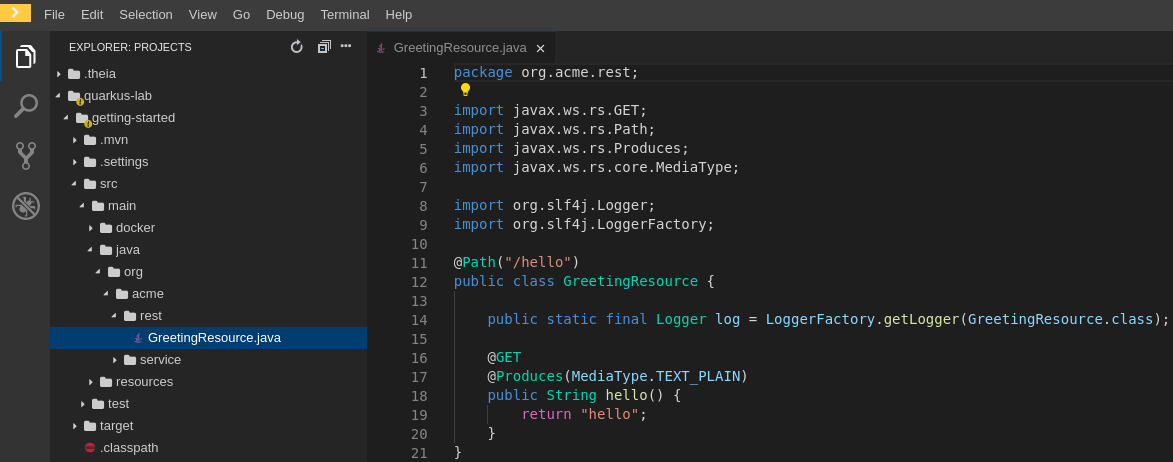 File Edit Selection View Go Debug Terminal Help
EXPLORER: PROJECTS
.theia
quarkus-lab
getting-started
.mvn
.settings
src
main
docker
java
org
acme
rest
GreetingResource.java
service
resources
test
target
.classpath
GreetingResource.java ×
1 package org.acme.rest;
2
3 import javax.ws.rs.GET;
4 import javax.ws.rs.Path;
5 import javax.ws.rs.Produces;
6 import javax.ws.rs.core.MediaType;
7
8 import org.slf4j.Logger;
9 import org.slf4j.LoggerFactory;
10
11 @Path("/hello")
12 public class GreetingResource {
13
14     public static final Logger log = LoggerFactory.getLogger(GreetingResource.class);
15
16     @GET
17     @Produces(MediaType.TEXT_PLAIN)
18     public String hello() {
19         return "hello";
20     }
21 }